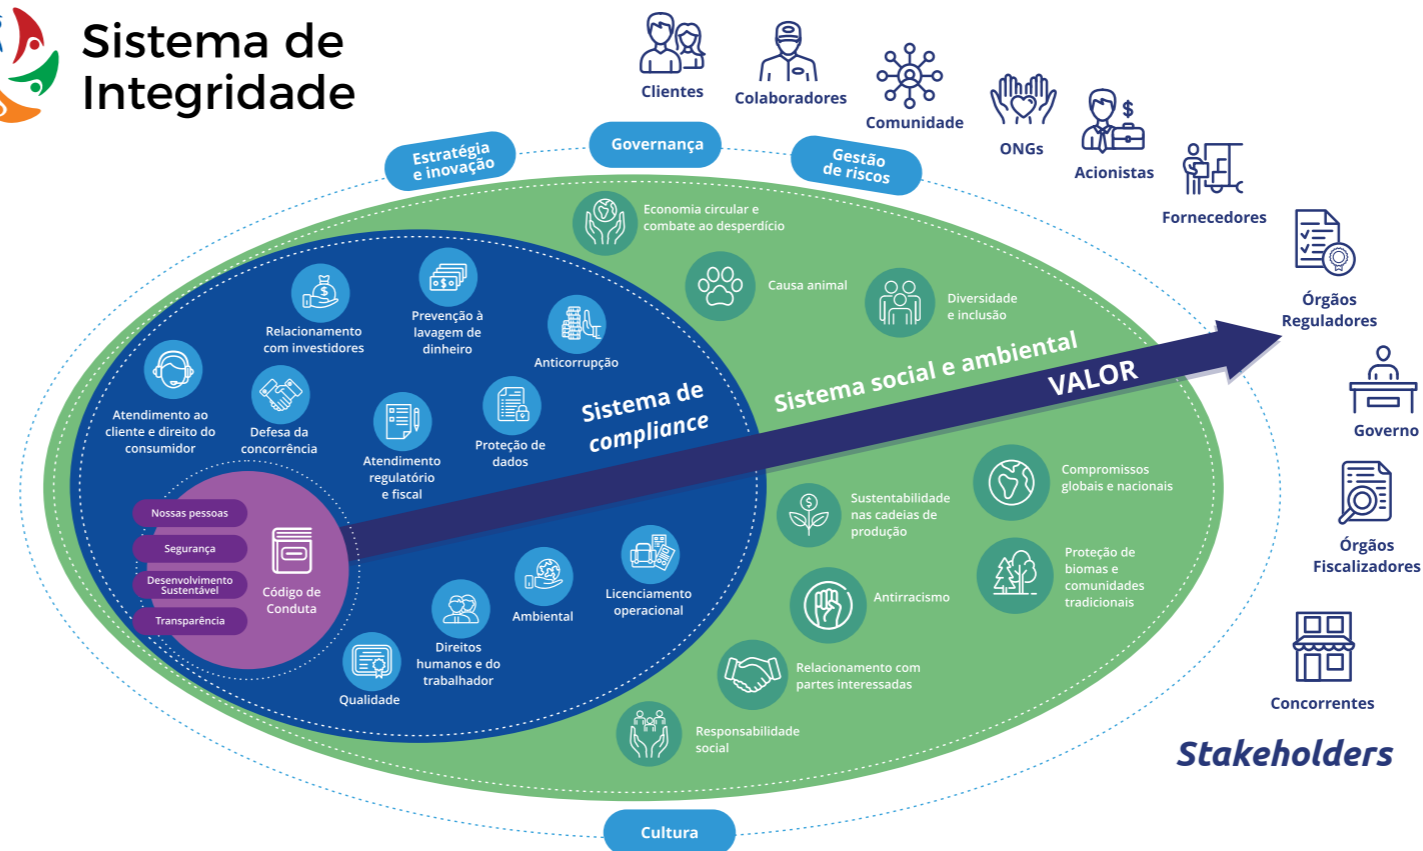 Sistema de
Integridade
Clientes
Colaboradores
Comunidade
ONGs
Acionistas
Fornecedores
Órgãos
Reguladores
Governo
Órgãos
Fiscalizadores
Concorrentes
Stakeholders
Estratégia
e inovação
Governança
Gestão
de riscos
Economia circular e
combate ao desperdício
Causa animal
Diversidade
e inclusão
Sistema social e ambiental
VALOR
Relacionamento
com investidores
Prevenção à
lavagem de
dinheiro
Anticorrupção
Atendimento ao
cliente e direito do
consumidor
Defesa da
concorrência
Atendimento
regulatório
e fiscal
Proteção de
dados
Sistema de
compliance
Nossas pessoas
Segurança
Desenvolvimento
Sustentável
Transparência
Código de
Conduta
Qualidade
Direitos
humanos e do
trabalhador
Ambiental
Licenciamento
operacional
Sustentabilidade
nas cadeias de
produção
Compromissos
globais e nacionais
Proteção de
biomas e
comunidades
tradicionais
Antirracismo
Relacionamento com
partes interessadas
Responsabilidade
social
Cultura